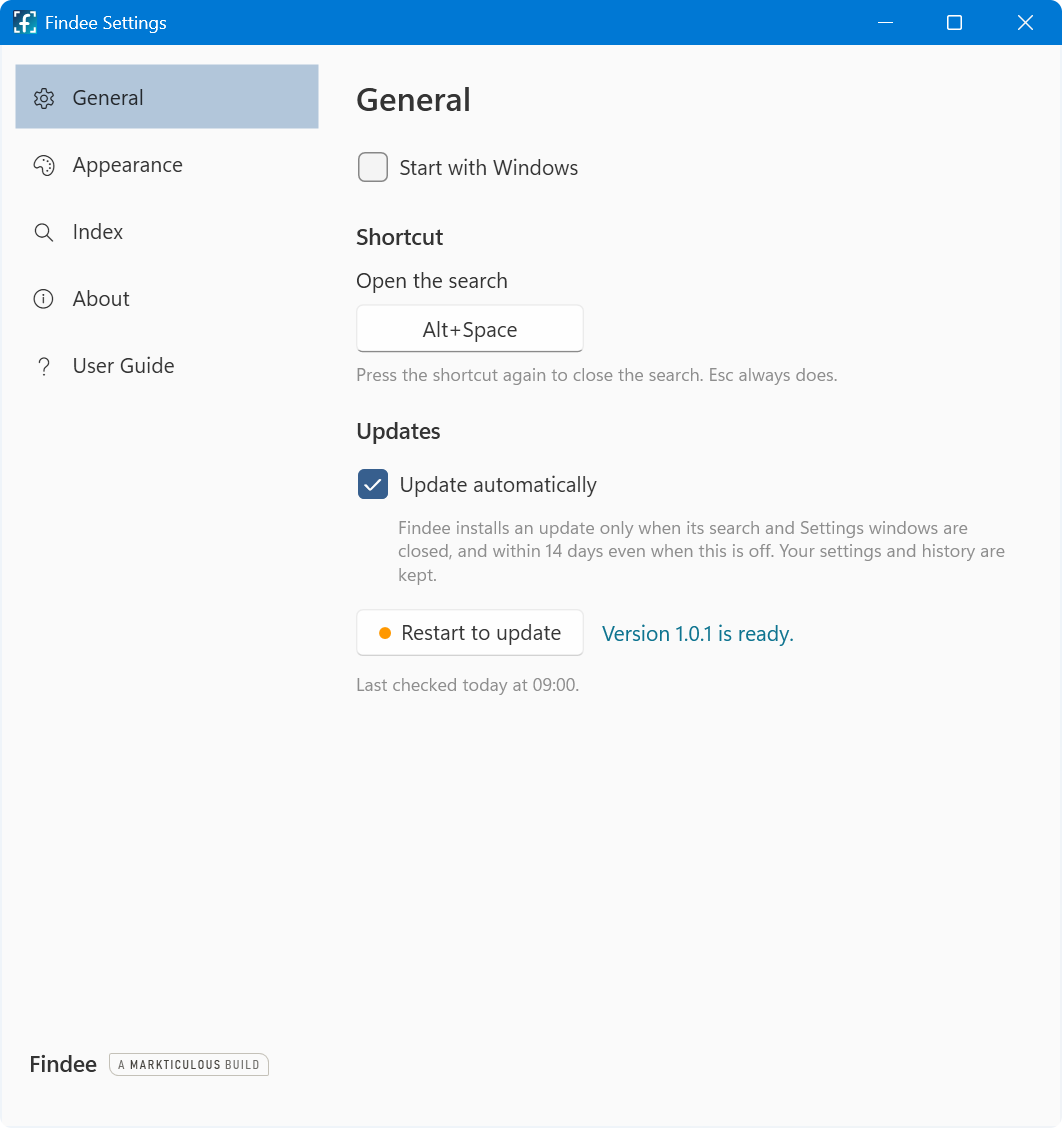 Findee Settings
General
Appearance
Index
About
User Guide
General
Start with Windows
Shortcut
Open the search
Alt+Space
Press the shortcut again to close the search. Esc always does.
Updates
Update automatically
Findee installs an update only when its search and Settings windows are
closed, and within 14 days even when this is off. Your settings and history are
kept.
Restart to update
Version 1.0.1 is ready.
Last checked today at 09:00.
Findee
A MARKTICULOUS BUILD